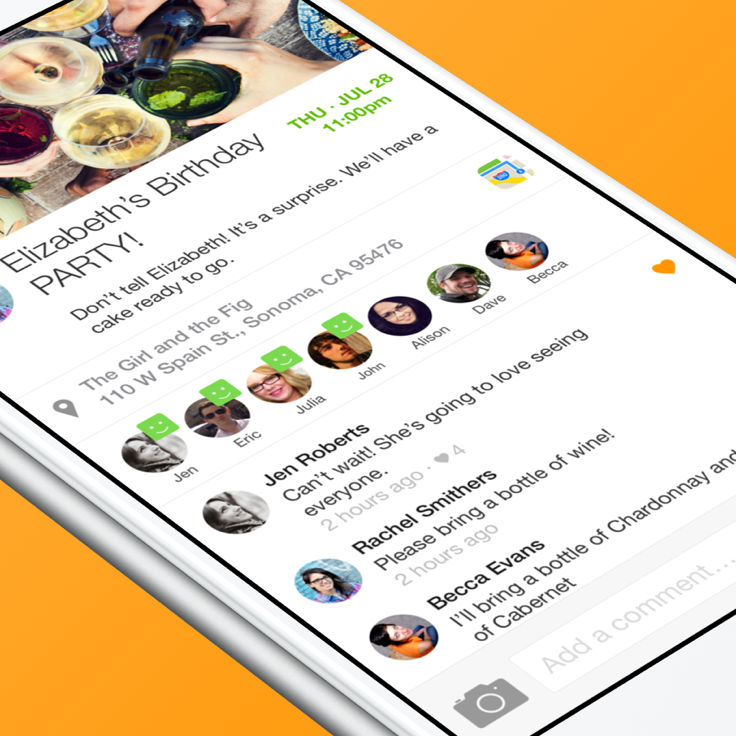 THU · JUL 28
11:00pm
Elizabeth's Birthday
PARTY!
Don't tell Elizabeth! It's a surprise. We'll have a
cake ready to go.
The Girl and the Fig
110 W Spain St., Sonoma, CA 95476
Jen
Eric
Julia
John
Alison
Dave
Becca
Jen Roberts
Can't wait! She's going to love seeing
everyone.
2 hours ago · 4
Rachel Smithers
Please bring a bottle of wine!
2 hours ago
Becca Evans
I'll bring a bottle of Chardonnay and
of Cabernet
Add a comment...